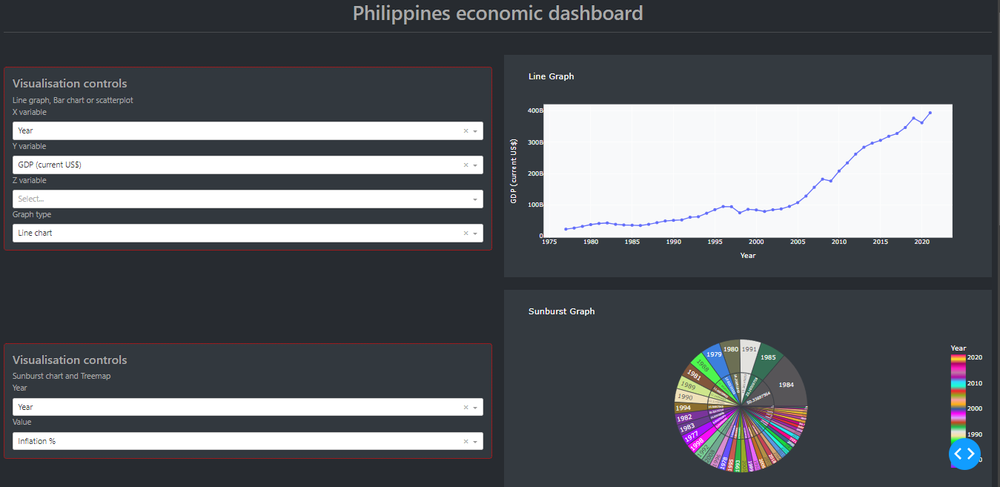 Philippines economic dashboard
Visualisation controls
Line graph, Bar chart or scatterplot
X variable
Year
Y variable
GDP (current US$)
Z variable
Select...
Graph type
Line chart
Line Graph
GDP (current US$)
400B
300B
200B
100B
0
1975 1980 1985 1990 1995 2000 2005 2010 2015 2020
Year
Visualisation controls
Sunburst chart and Treemap
Year
Year
Value
Inflation %
Sunburst Graph
1984
1985
1991
1980
1979
1988
1981
1989
1990
1994
1982
1983
1977
1998
1992
2008
1978
1995
1993
Year
2020
2010
2000
1990